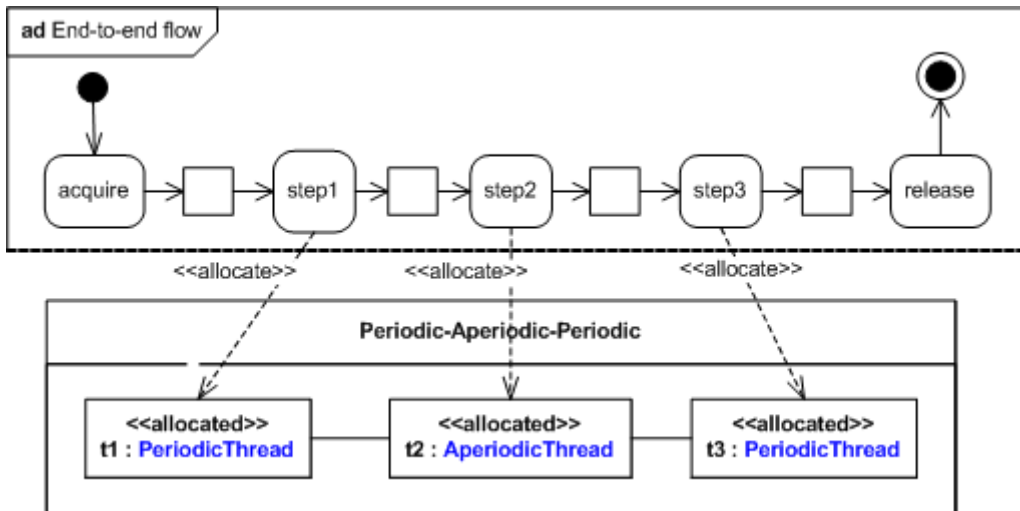 ad End-to-end flow
acquire
step1
step2
step3
release
<<allocate>>
<<allocate>>
<<allocate>>
Periodic-Aperiodic-Periodic
<<allocated>>
t1 : PeriodicThread
<<allocated>>
t2 : AperiodicThread
<<allocated>>
t3 : PeriodicThread